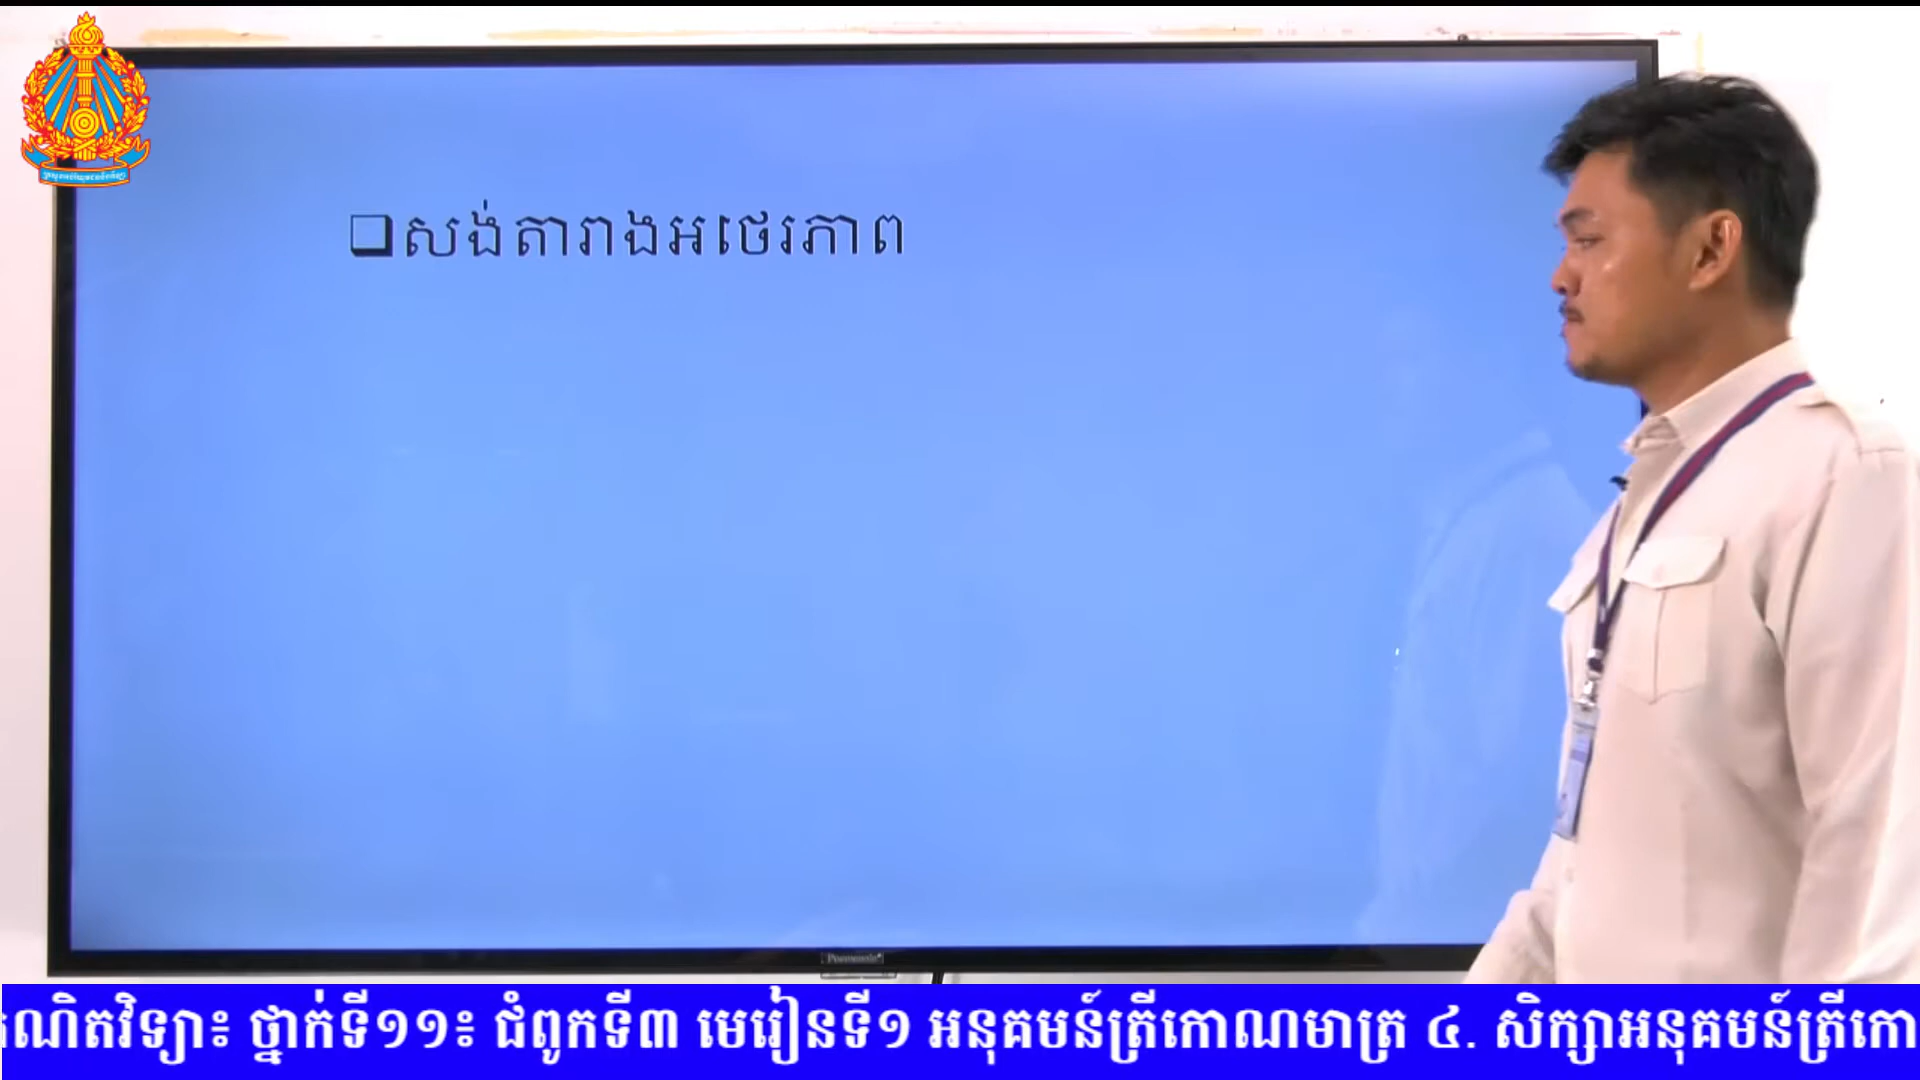 ❑សង់តារាងអថេរភាព
គណិតវិទ្យា៖ ថ្នាក់ទី១១៖ ជំពូកទី៣ មេរៀនទី១ អនុគមន៍ត្រីកោណមាត្រ ៤. សិក្សាអនុគមន៍ត្រីកោ